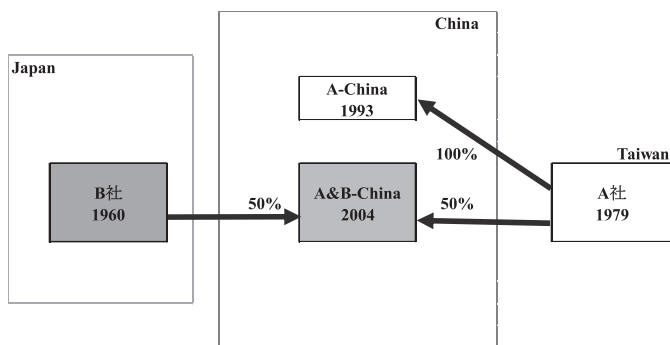 China
Japan
A-China
1993
100%
Taiwan
B社
1960
50%
A&B-China
2004
50%
A社
1979